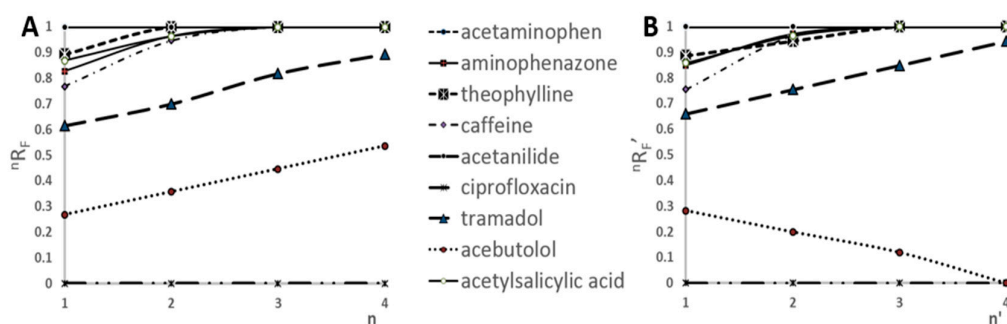 A
1
0.9
0.8
0.7
0.6
0.5
0.4
0.3
0.2
0.1
0
nRF
1 2 3 4
n
acetaminophen
aminophenazone
theophylline
caffeine
acetanilide
ciprofloxacin
tramadol
acebutolol
acetylsalicylic acid
B
1
0.9
0.8
0.7
0.6
0.5
0.4
0.3
0.2
0.1
0
nRF'
1 2 3 4
n'